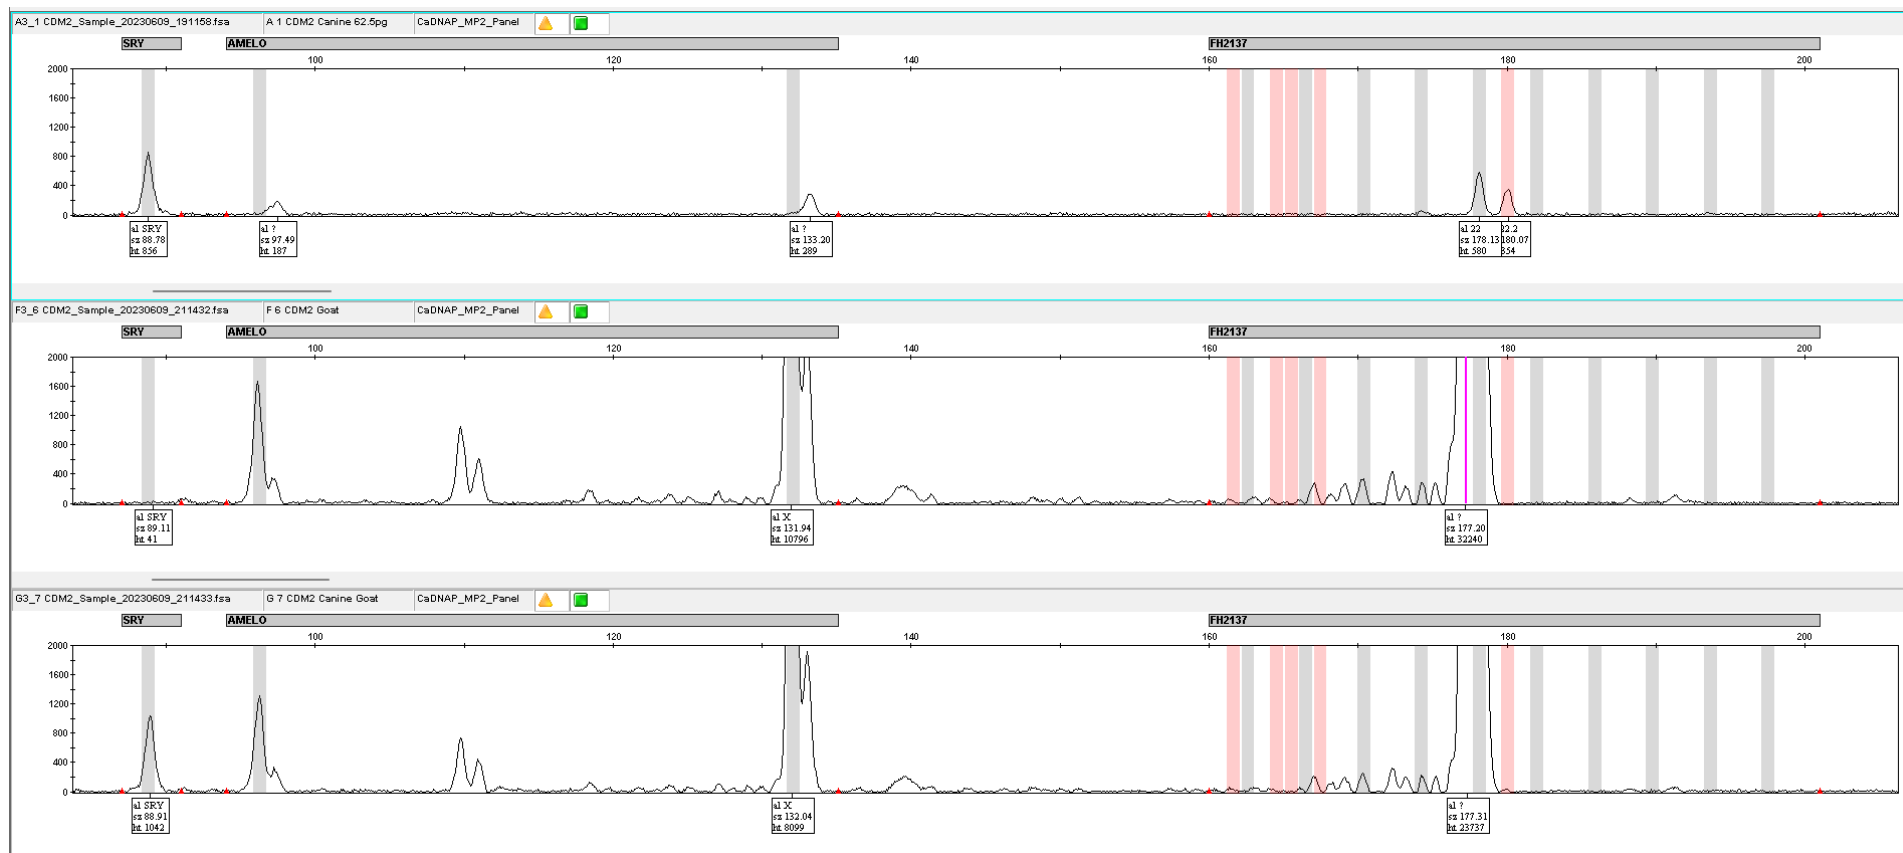 A3_1 CDM2_Sample_20230609_191158.fsa A 1 CDM2 Canine 62.5pg CaDNAP_MP2_Panel
SRY AMELO FH2137
100 120 140 160 180 200
2000
1600
1200
800
400
0
al SRY
sz 88.78
ht 856
al ?
sz 97.49
ht 187
al ?
sz 133.20
ht 289
al 22
sz 178.13
ht 580
22.2
180.07
354
F3_6 CDM2_Sample_20230609_211432.fsa F 6 CDM2 Goat CaDNAP_MP2_Panel
SRY AMELO FH2137
100 120 140 160 180 200
2000
1600
1200
800
400
0
al SRY
sz 89.11
ht 41
al X
sz 131.94
ht 10796
al ?
sz 177.20
ht 32240
G3_7 CDM2_Sample_20230609_211433.fsa G 7 CDM2 Canine Goat CaDNAP_MP2_Panel
SRY AMELO FH2137
100 120 140 160 180 200
2000
1600
1200
800
400
0
al SRY
sz 88.91
ht 1042
al X
sz 132.04
ht 8099
al ?
sz 177.31
ht 23737